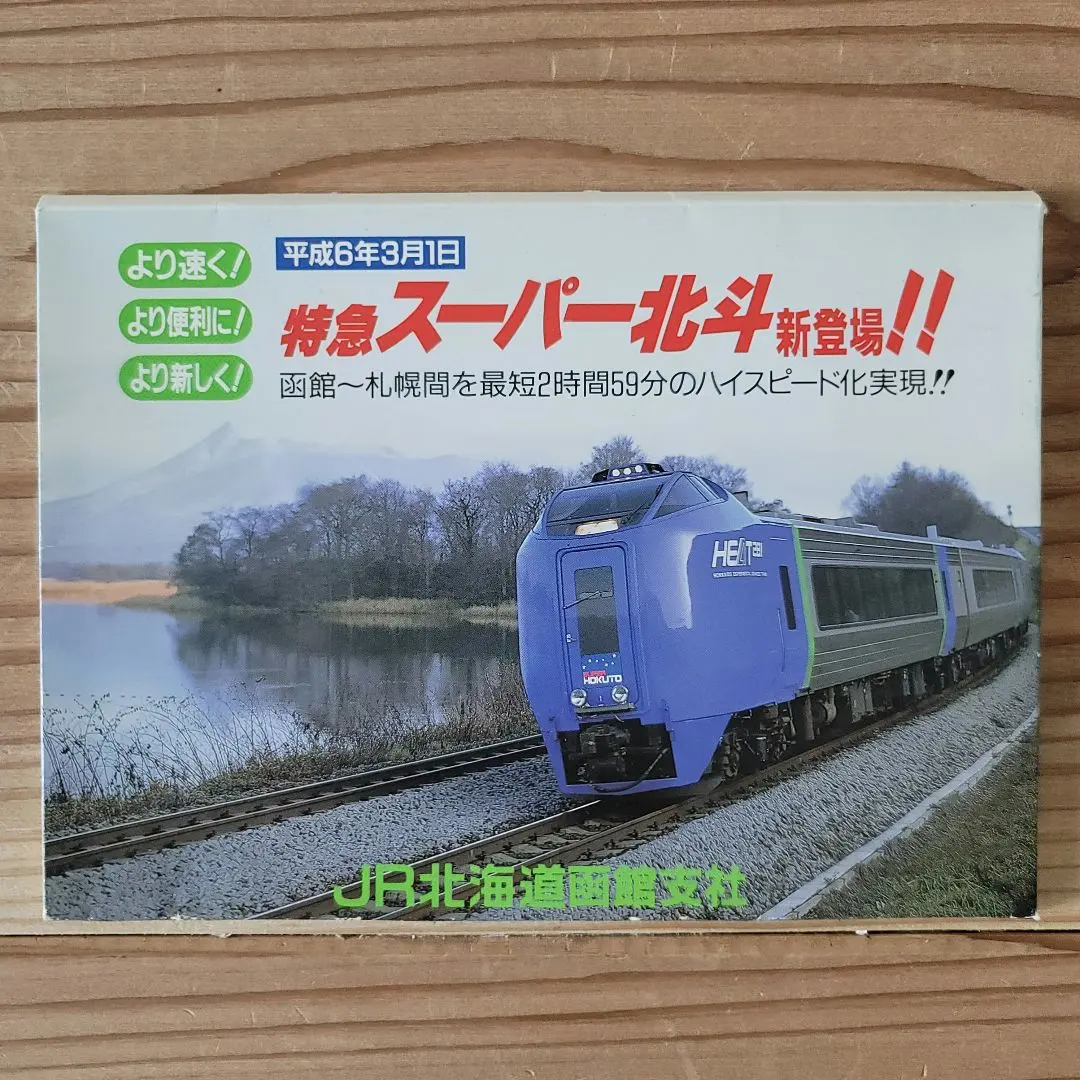 より速く!
より便利に!
より新しく!
平成6年3月1日
特急スーパー北斗新登場!!
函館～札幌間を最短2時間59分のハイスピード化実現!!
HEAT281
SUPER
HOKUTO
JR北海道函館支社